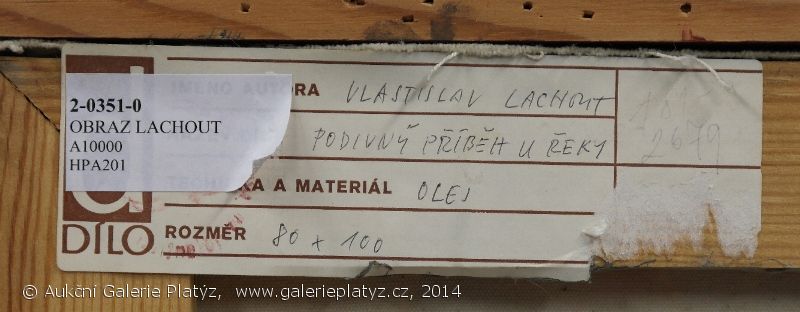 JMÉNO AUTORA VLASTISLAV LACHOUT
2-0351-0
OBRAZ LACHOUT
A10000
HPA201
PODIVNÝ PŘÍBĚH U ŘEKY
2679
TECHNIKA A MATERIÁL OLEJ
d
DÍLO
ROZMĚR 80 x 100
© Aukční Galerie Platýz, www.galerieplatyz.cz, 2014